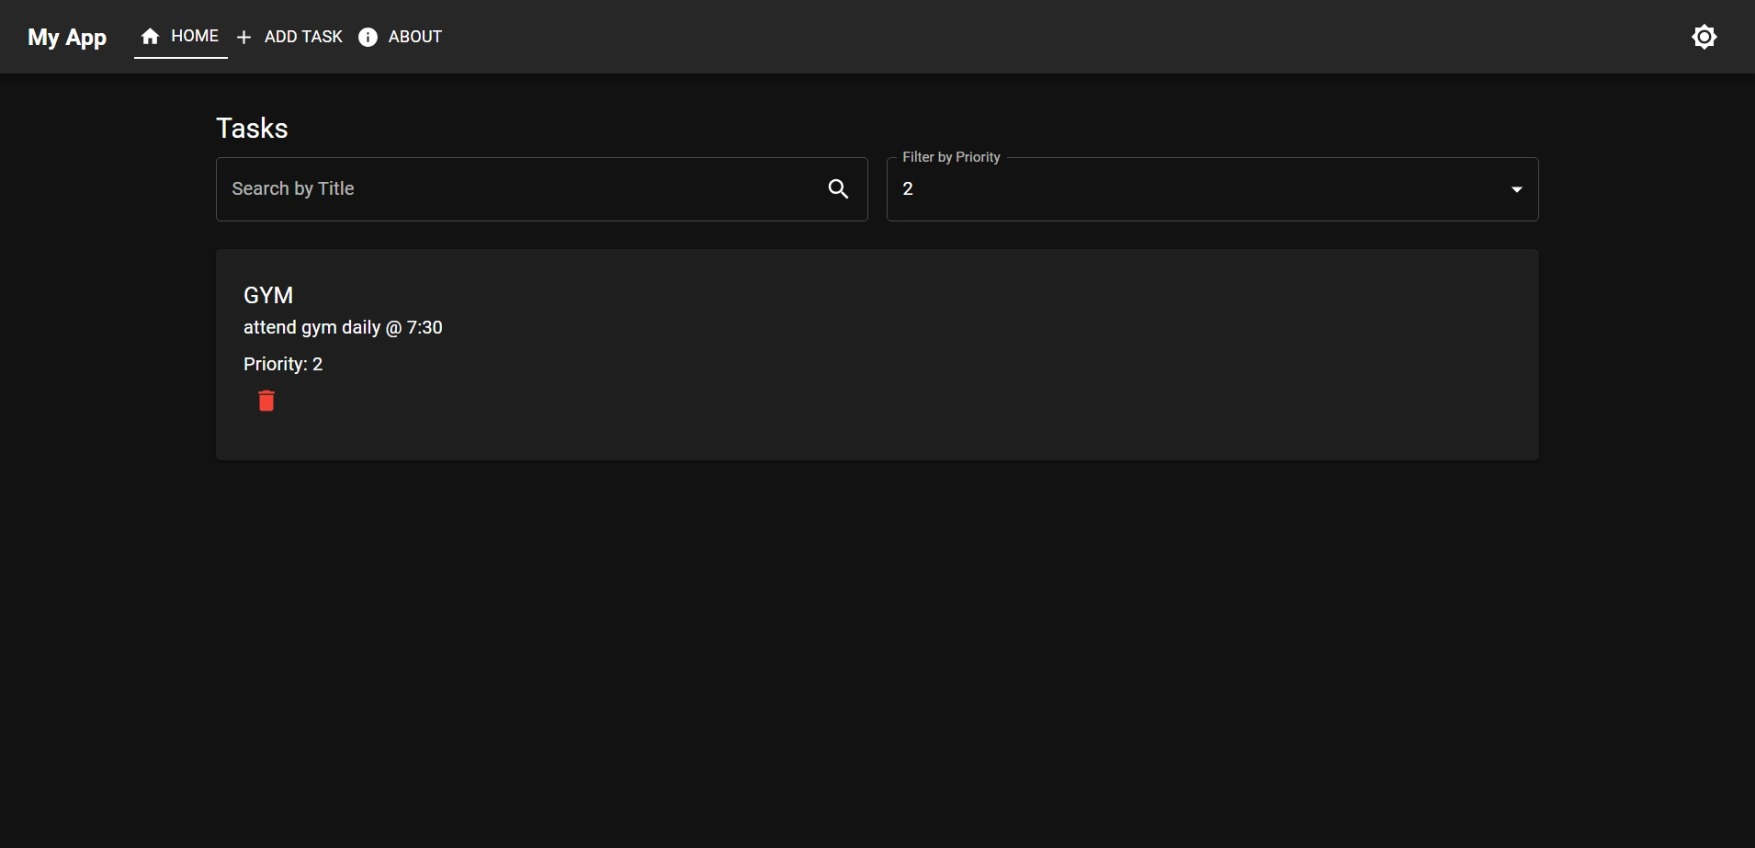 My App HOME ADD TASK ABOUT
Tasks
Search by Title
Filter by Priority
2
GYM
attend gym daily @ 7:30
Priority: 2